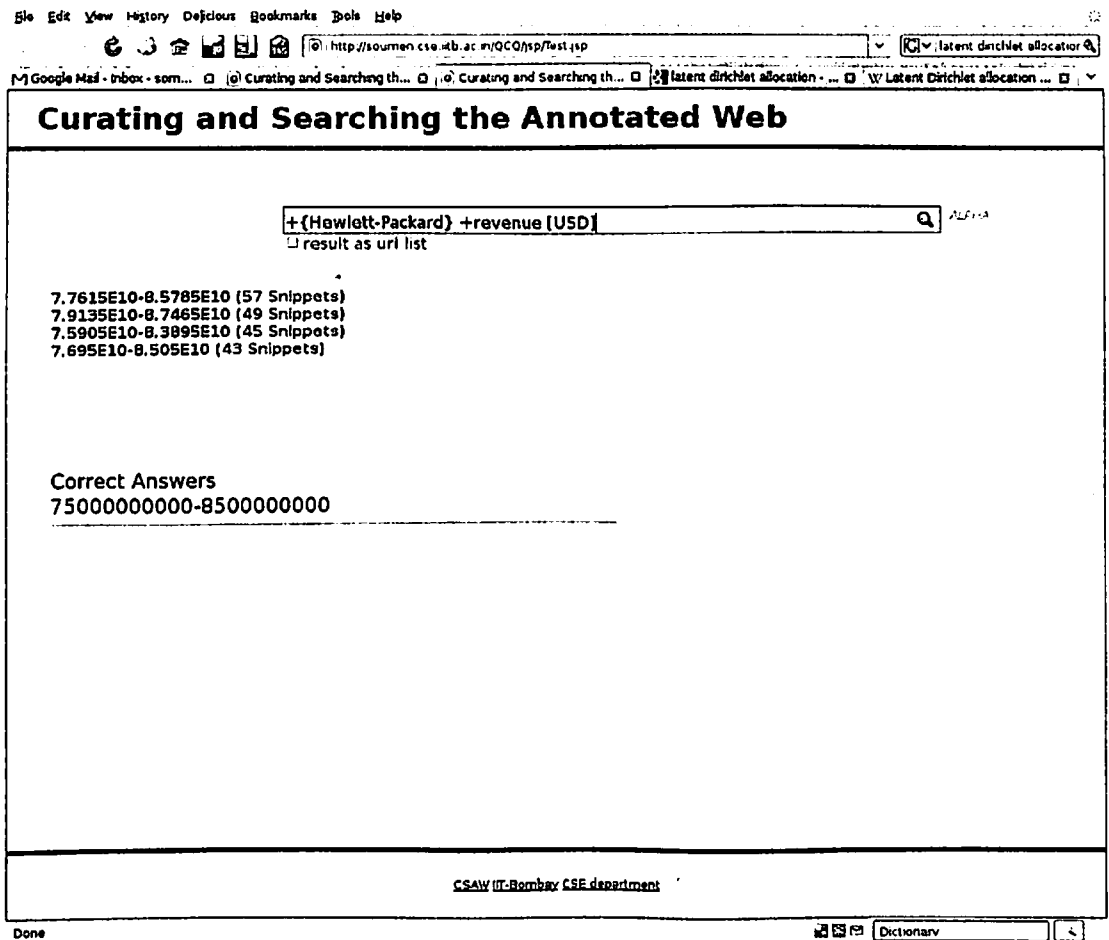 File Edit View History Delicious Bookmarks Tools Help
http://soumen.cse.iitb.ac.in/QCQ/jsp/Test.jsp latent dirichlet allocation
Google Mail - Inbox - som... Curating and Searching th... Curating and Searching th... latent dirichlet allocation - ... W Latent Dirichlet allocation ...
Curating and Searching the Annotated Web
+{Hewlett-Packard} +revenue [USD] ALPHA
result as url list
7.7615E10-8.5785E10 (57 Snippets)
7.9135E10-8.7465E10 (49 Snippets)
7.5905E10-8.3895E10 (45 Snippets)
7.695E10-8.505E10 (43 Snippets)
Correct Answers
75000000000-8500000000
CSAW IIT-Bombay CSE department
Done Dictionary